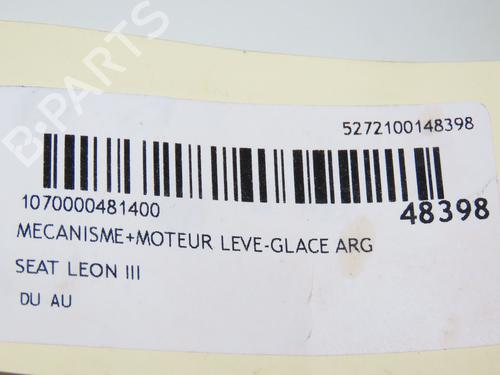 B-PARTS
5272100148398
1070000481400
48398
MECANISME+MOTEUR LEVE-GLACE ARG
SEAT LEON III
DU AU